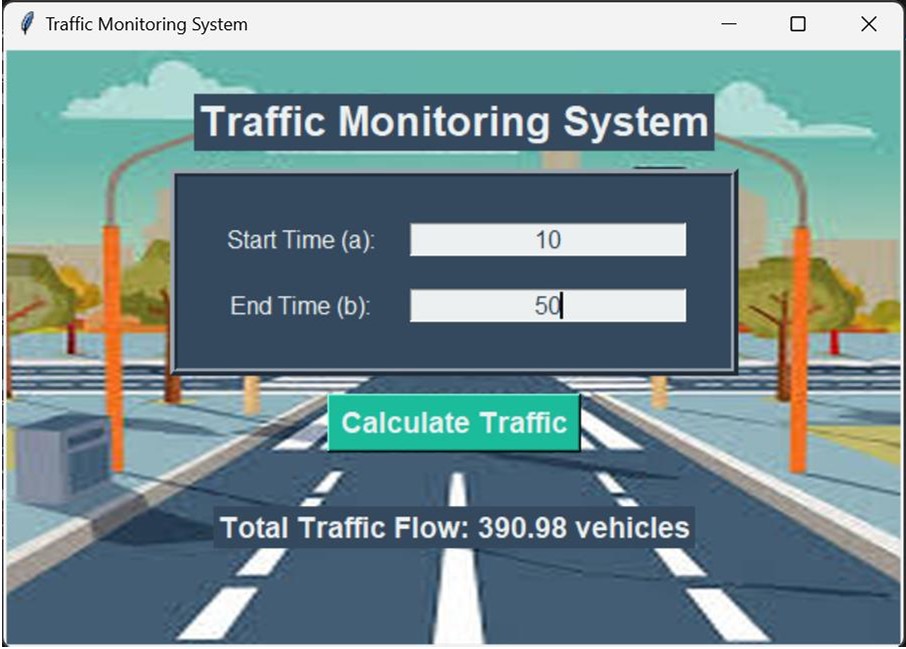 Traffic Monitoring System
Traffic Monitoring System
Start Time (a): 10
End Time (b): 50
Calculate Traffic
Total Traffic Flow: 390.98 vehicles